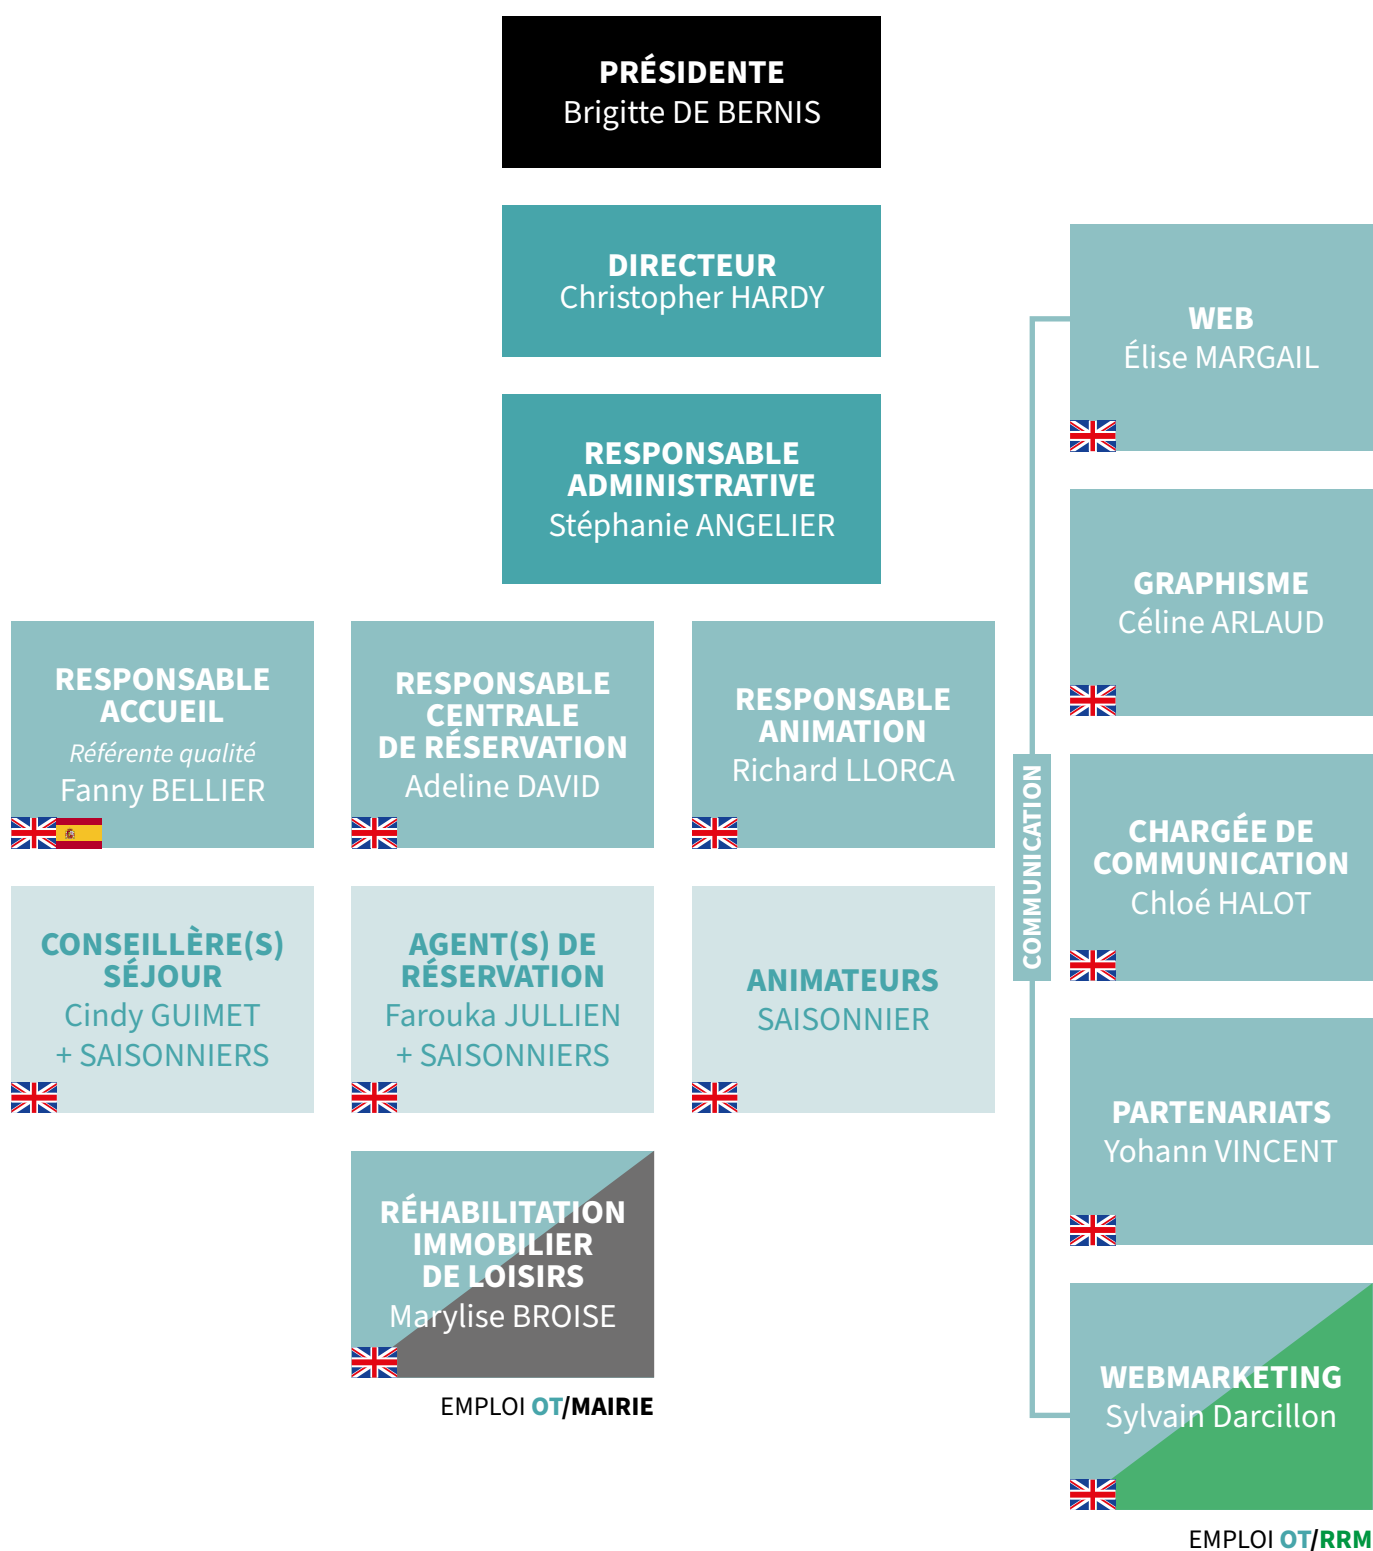 PRÉSIDENTE
Brigitte DE BERNIS
DIRECTEUR
Christopher HARDY
RESPONSABLE
ADMINISTRATIVE
Stéphanie ANGELIER
RESPONSABLE
ACCUEIL
Référente qualité
Fanny BELLIER
RESPONSABLE
CENTRALE
DE RÉSERVATION
Adeline DAVID
RESPONSABLE
ANIMATION
Richard LLORCA
CONSEILLÈRE(S)
SÉJOUR
Cindy GUIMET
+ SAISONNIERS
AGENT(S) DE
RÉSERVATION
Farouka JULLIEN
+ SAISONNIERS
ANIMATEURS
SAISONNIER
RÉHABILITATION
IMMOBILIER
DE LOISIRS
Marylise BROISE
EMPLOI OT/MAIRIE
COMMUNICATION
WEB
Élise MARGAIL
GRAPHISME
Céline ARLAUD
CHARGÉE DE
COMMUNICATION
Chloé HALOT
PARTENARIATS
Yohann VINCENT
WEBMARKETING
Sylvain Darcillon
EMPLOI OT/RRM